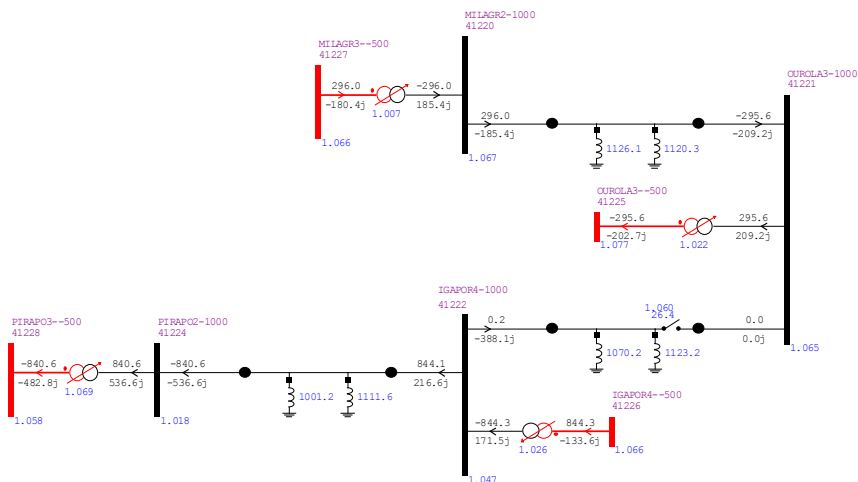 MILAGR2-1000
41220
MILAGR3--500
41227
OUROLA3-1000
41221
296.0
-180.4j
1.007
-296.0
185.4j
1.066
1.067
296.0
-185.4j
1126.1
1120.3
-295.6
-209.2j
OUROLA3--500
41225
-295.6
-202.7j
1.077
1.022
295.6
209.2j
IGAPOR4-1000
41222
1.060
26.4
0.2
-388.1j
1070.2
1123.2
0.0
0.0j
1.065
PIRAPO3--500
41228
PIRAPO2-1000
41224
-840.6
-482.8j
1.069
840.6
536.6j
-840.6
-536.6j
1001.2
1111.6
844.1
216.6j
1.058
1.018
IGAPOR4--500
41226
-844.3
171.5j
1.026
844.3
-133.6j
1.066
1.047